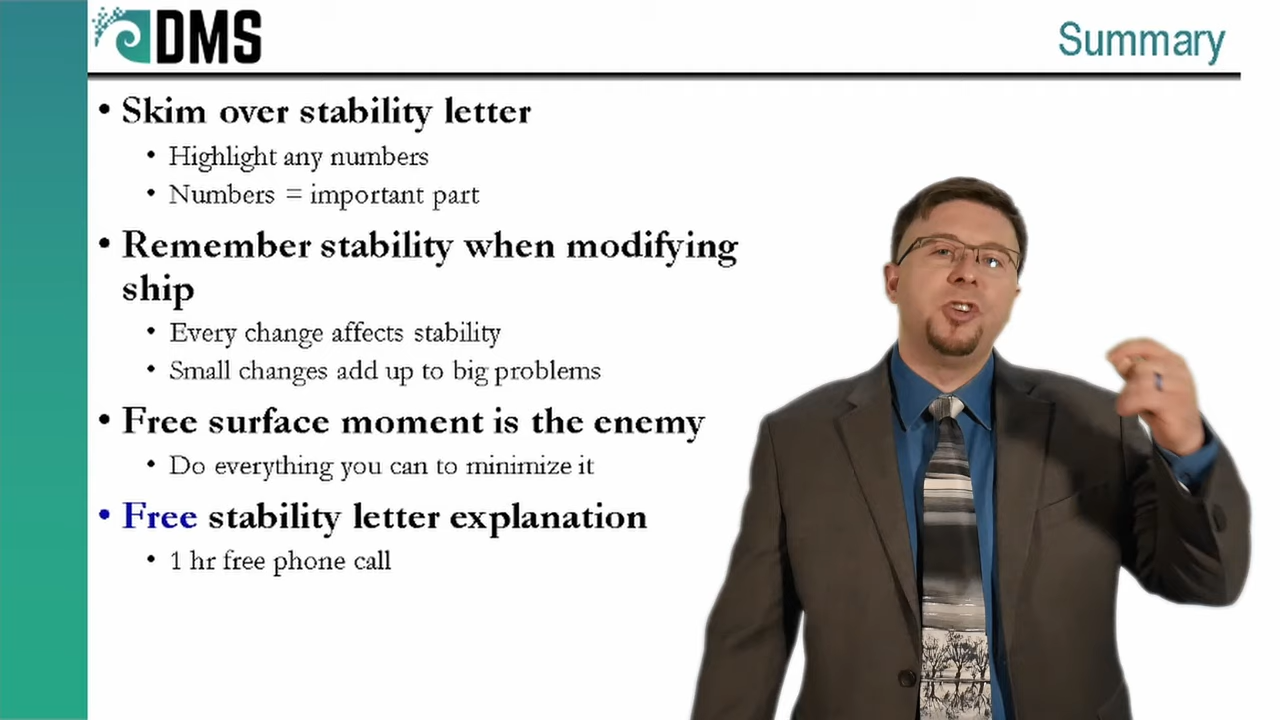 DMS
Summary
• Skim over stability letter
• Highlight any numbers
• Numbers = important part
• Remember stability when modifying
ship
• Every change affects stability
• Small changes add up to big problems
• Free surface moment is the enemy
• Do everything you can to minimize it
• Free stability letter explanation
• 1 hr free phone call